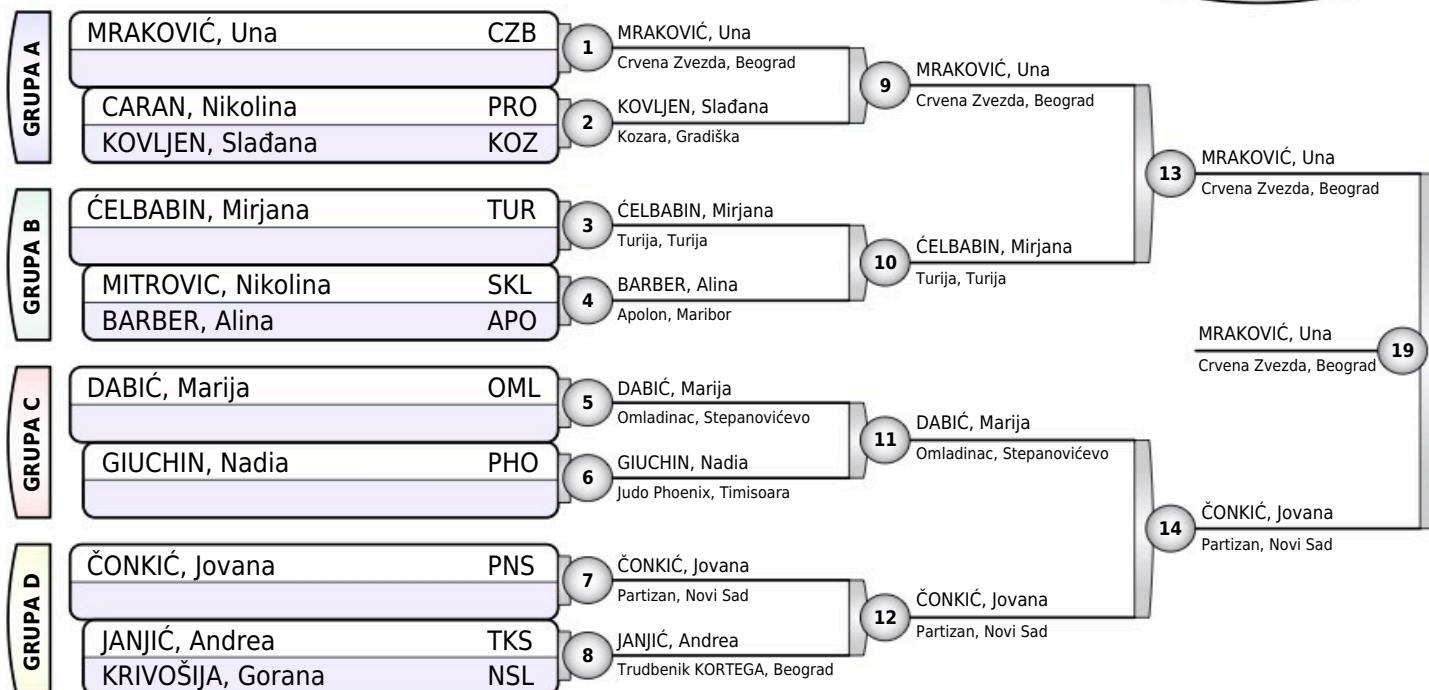 GRUPA A
MRAKOVIĆ, Una CZB
CARAN, Nikolina PRO
KOVLJEN, Slađana KOZ
1
MRAKOVIĆ, Una
Crvena Zvezda, Beograd
2
KOVLJEN, Slađana
Kozara, Gradiška
9
MRAKOVIĆ, Una
Crvena Zvezda, Beograd
GRUPA B
ĆELBABIN, Mirjana TUR
MITROVIC, Nikolina SKL
BARBER, Alina APO
3
ĆELBABIN, Mirjana
Turija, Turija
4
BARBER, Alina
Apolon, Maribor
10
ĆELBABIN, Mirjana
Turija, Turija
13
MRAKOVIĆ, Una
Crvena Zvezda, Beograd
GRUPA C
DABIĆ, Marija OML
GIUCHIN, Nadia PHO
5
DABIĆ, Marija
Omladinac, Stepanovićevo
6
GIUCHIN, Nadia
Judo Phoenix, Timisoara
11
DABIĆ, Marija
Omladinac, Stepanovićevo
GRUPA D
ČONKIĆ, Jovana PNS
JANJIĆ, Andrea TKS
KRIVOŠIJA, Gorana NSL
7
ČONKIĆ, Jovana
Partizan, Novi Sad
8
JANJIĆ, Andrea
Trudbenik KORTEGA, Beograd
12
ČONKIĆ, Jovana
Partizan, Novi Sad
14
ČONKIĆ, Jovana
Partizan, Novi Sad
MRAKOVIĆ, Una
Crvena Zvezda, Beograd
19